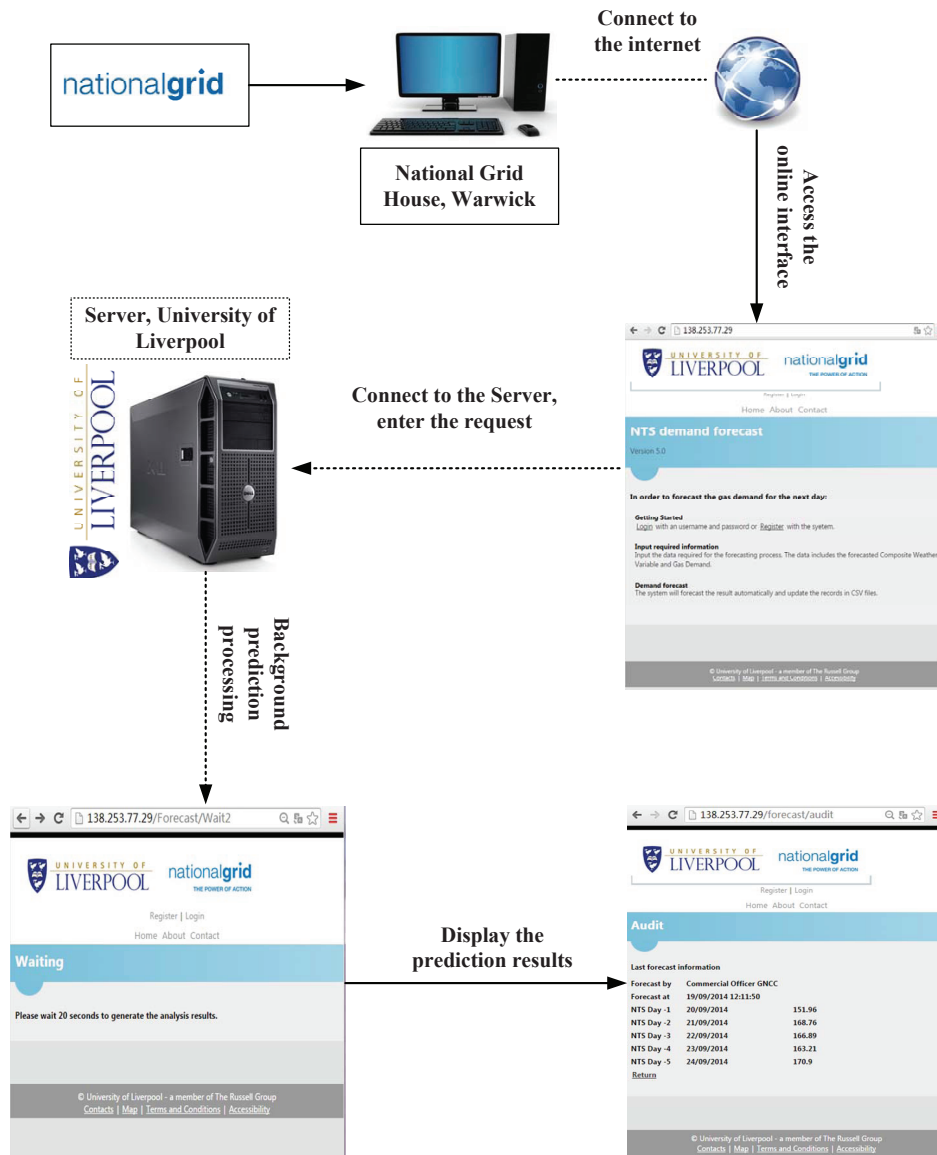 nationalgrid
Connect to
the internet
National Grid
House, Warwick
Access the
online interface
138.253.77.29
UNIVERSITY OF
LIVERPOOL
nationalgrid
THE POWER OF ACTION
Register | Login
Home About Contact
NTS demand forecast
Version 5.0
In order to forecast the gas demand for the next day:
Getting Started
Login with an username and password or Register with the system.
Input required information
Input the data required for the forecasting process. The data includes the forecasted Composite Weather
Variable and Gas Demand.
Demand forecast
The system will forecast the result automatically and update the records in CSV files.
© University of Liverpool - a member of The Russell Group
Contacts | Map | Terms and Conditions | Accessibility
Connect to the Server,
enter the request
Server, University of
Liverpool
UNIVERSITY OF
LIVERPOOL
DELL
Background
prediction
processing
138.253.77.29/Forecast/Wait2
UNIVERSITY OF
LIVERPOOL
nationalgrid
THE POWER OF ACTION
Register | Login
Home About Contact
Waiting
Please wait 20 seconds to generate the analysis results.
© University of Liverpool - a member of The Russell Group
Contacts | Map | Terms and Conditions | Accessibility
Display the
prediction results
138.253.77.29/forecast/audit
UNIVERSITY OF
LIVERPOOL
nationalgrid
THE POWER OF ACTION
Register | Login
Home About Contact
Audit
Last forecast information
Forecast by Commercial Officer GNCC
Forecast at 19/09/2014 12:11:50
NTS Day -1 20/09/2014 151.96
NTS Day -2 21/09/2014 168.76
NTS Day -3 22/09/2014 166.89
NTS Day -4 23/09/2014 163.21
NTS Day -5 24/09/2014 170.9
Return
© University of Liverpool - a member of The Russell Group
Contacts | Map | Terms and Conditions | Accessibility